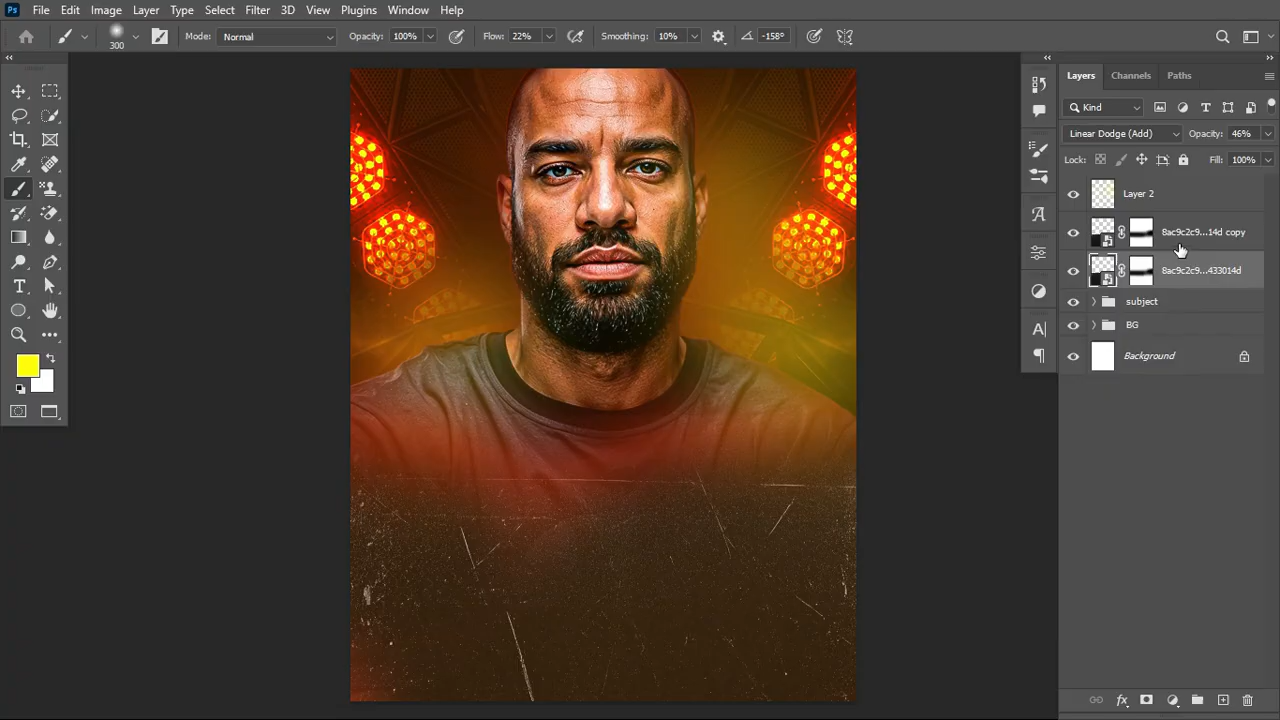 Ps File Edit Image Layer Type Select Filter 3D View Plugins Window Help
300 Mode: Normal Opacity: 100% Flow: 22% Smoothing: 10% -158°
Layers Channels Paths
Kind
Linear Dodge (Add) Opacity: 46%
Lock: Fill: 100%
Layer 2
8ac9c2c9...14d copy
8ac9c2c9...433014d
subject
BG
Background